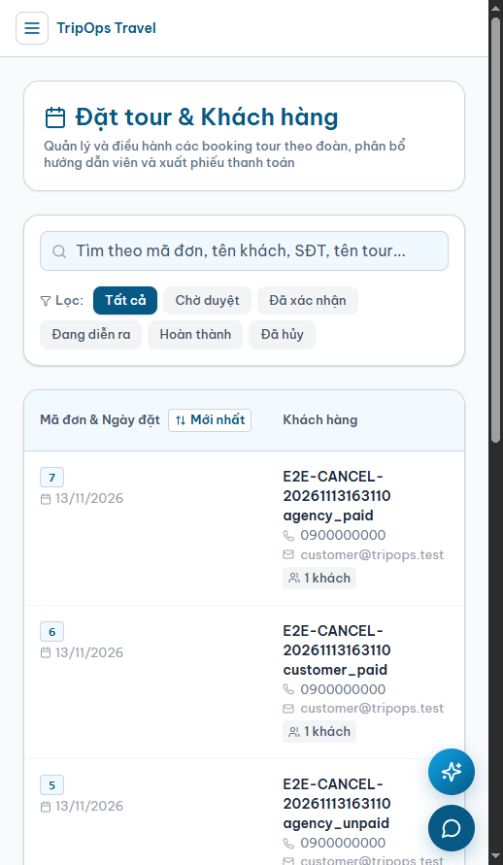 TripOps Travel
Đặt tour & Khách hàng
Quản lý và điều hành các booking tour theo đoàn, phân bổ
hướng dẫn viên và xuất phiếu thanh toán
Tìm theo mã đơn, tên khách, SĐT, tên tour...
Lọc: Tất cả Chờ duyệt Đã xác nhận
Đang diễn ra Hoàn thành Đã hủy
Mã đơn & Ngày đặt Mới nhất Khách hàng
7
13/11/2026
E2E-CANCEL-
20261113163110
agency_paid
0900000000
customer@tripops.test
1 khách
6
13/11/2026
E2E-CANCEL-
20261113163110
customer_paid
0900000000
customer@tripops.test
1 khách
5
13/11/2026
E2E-CANCEL-
20261113163110
agency_unpaid
0900000000
customer@tripops.test